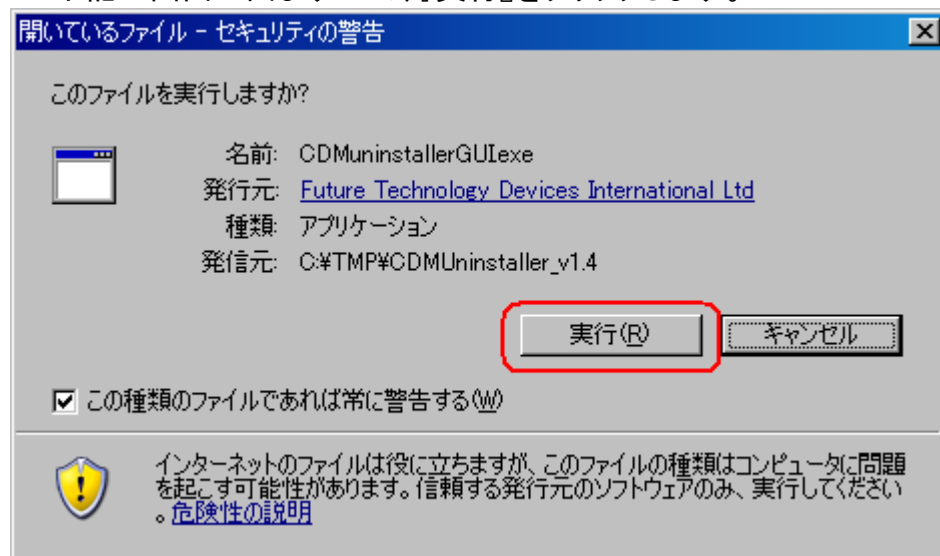 開いているファイル - セキュリティの警告
このファイルを実行しますか?
名前: CDMuninstallerGUIexe
発行元: Future Technology Devices International Ltd
種類: アプリケーション
発信元: C:¥TMP¥CDMUninstaller_v1.4
実行(R) キャンセル
この種類のファイルであれば常に警告する(W)
インターネットのファイルは役に立ちますが、このファイルの種類はコンピュータに問題
を起こす可能性があります。信頼する発行元のソフトウェアのみ、実行してください
。危険性の説明